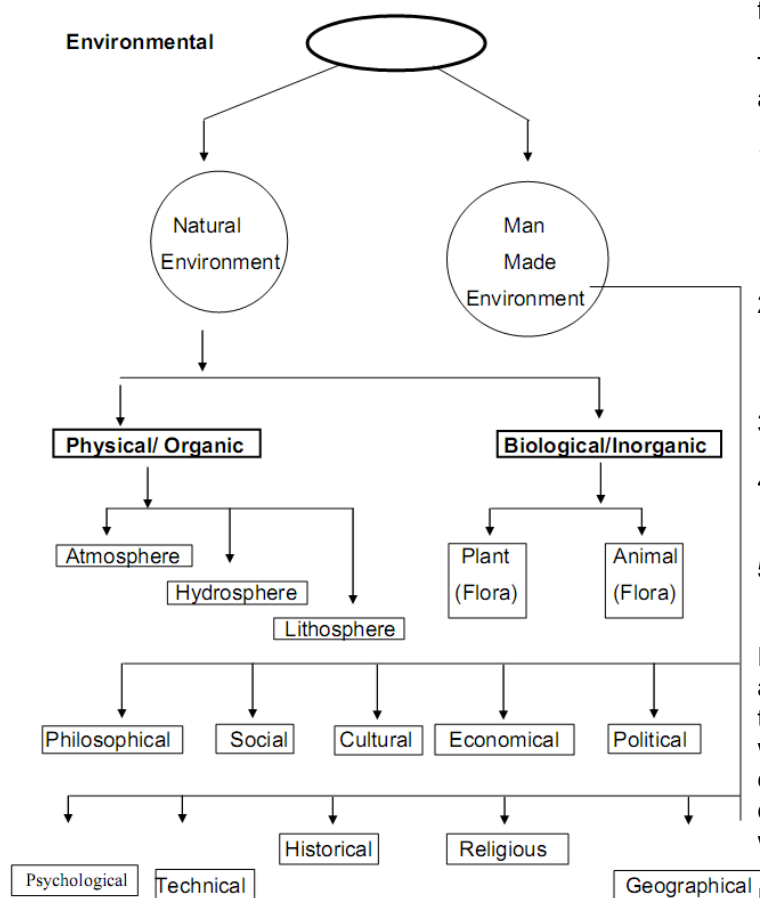 Environmental
Natural
Environment
Man
Made
Environment
Physical/ Organic
Biological/Inorganic
Atmosphere
Hydrosphere
Lithosphere
Plant
(Flora)
Animal
(Flora)
Philosophical
Social
Cultural
Economical
Political
Psychological
Technical
Historical
Religious
Geographical